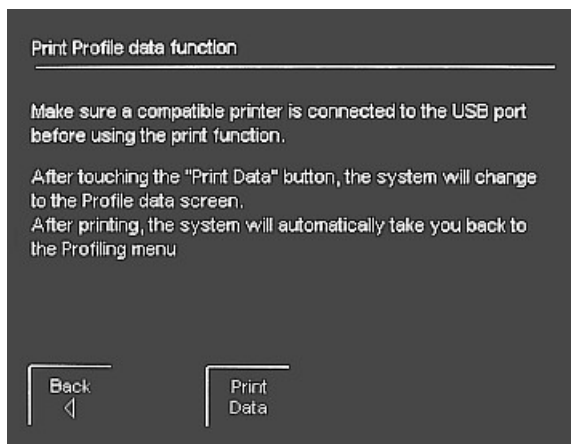 Print Profile data function
Make sure a compatible printer is connected to the USB port
before using the print function.
After touching the "Print Data" button, the system will change
to the Profile data screen.
After printing, the system will automatically take you back to
the Profiling menu
Back
Print
Data